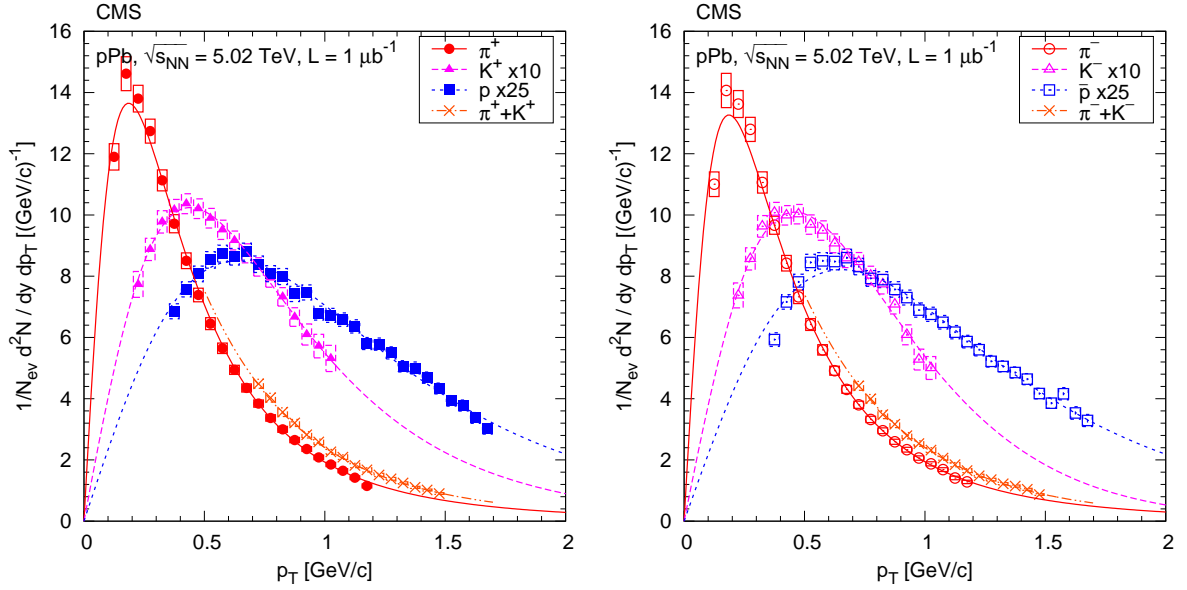 CMS
pPb, √sNN = 5.02 TeV, L = 1 μb⁻¹
π⁺
K⁺ x10
p x25
π⁺+K⁺
1/Nev d²N / dy dpT [(GeV/c)⁻¹]
16
14
12
10
8
6
4
2
0
0
0.5
1
1.5
2
pT [GeV/c]
CMS
pPb, √sNN = 5.02 TeV, L = 1 μb⁻¹
π⁻
K⁻ x10
p̅ x25
π⁻+K⁻
1/Nev d²N / dy dpT [(GeV/c)⁻¹]
16
14
12
10
8
6
4
2
0
0
0.5
1
1.5
2
pT [GeV/c]